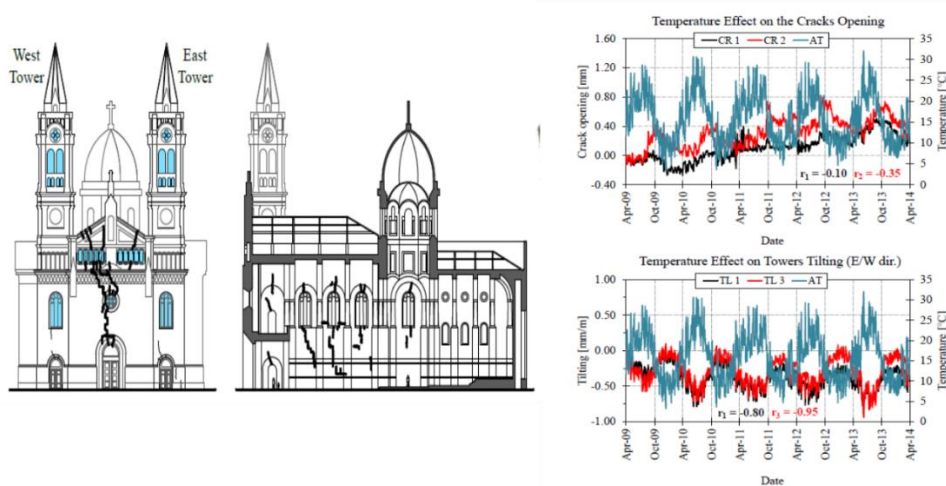 West
Tower
East
Tower
Temperature Effect on the Cracks Opening
CR 1 CR 2 AT
Crack opening [mm]
1.60
1.20
0.80
0.40
0.00
-0.40
35
30
25
20
15
10
5
0
Temperature [°C]
r₁ = -0.10 r₂ = -0.35
Apr-09
Oct-09
Apr-10
Oct-10
Apr-11
Oct-11
Apr-12
Oct-12
Apr-13
Oct-13
Apr-14
Date
Temperature Effect on Towers Tilting (E/W dir.)
TL 1 TL 3 AT
Tilting [mm/m]
1.00
0.50
0.00
-0.50
-1.00
35
30
25
20
15
10
5
0
Temperature [°C]
r₁ = -0.80 r₃ = -0.95
Apr-09
Oct-09
Apr-10
Oct-10
Apr-11
Oct-11
Apr-12
Oct-12
Apr-13
Oct-13
Apr-14
Date